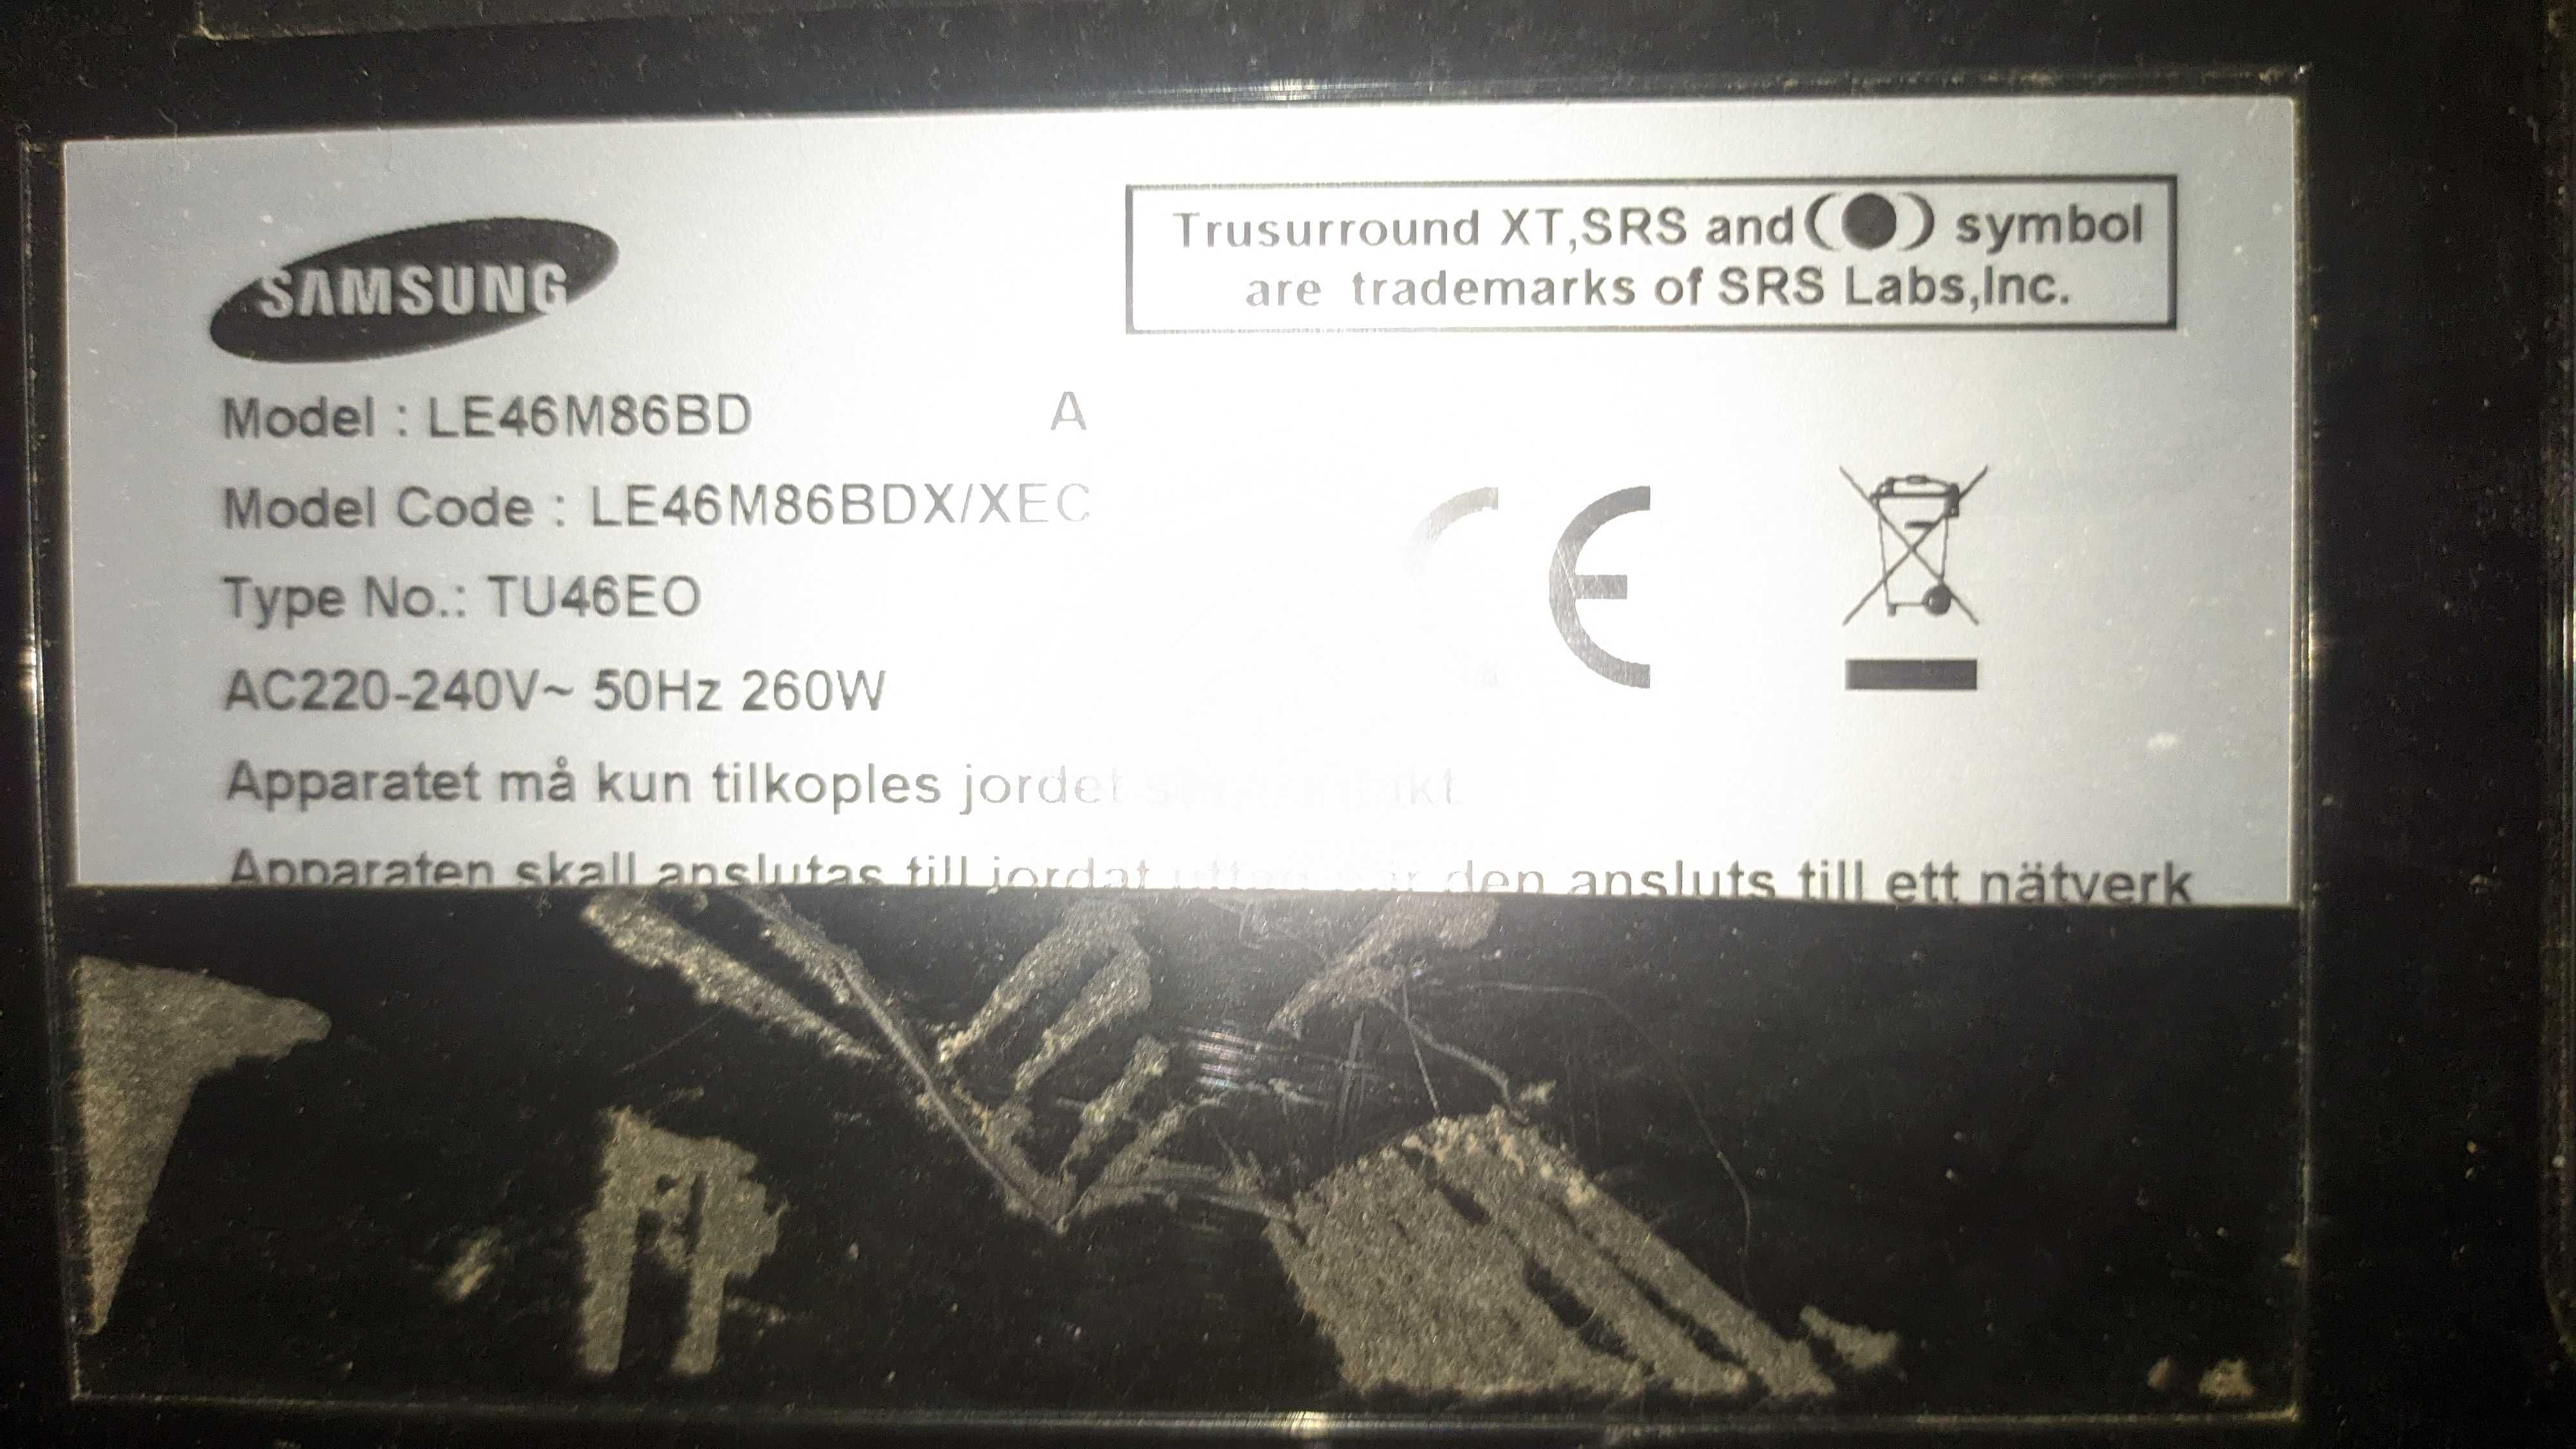 SAMSUNG
Trusurround XT,SRS and(●) symbol
are trademarks of SRS Labs,Inc.
Model : LE46M86BD A
Model Code : LE46M86BDX/XEC
Type No.: TU46EO
AC220-240V~ 50Hz 260W
CE
Apparatet må kun tilkoples jordet
Apparaten skall anslutas till jordat den ansluts till ett nätverk